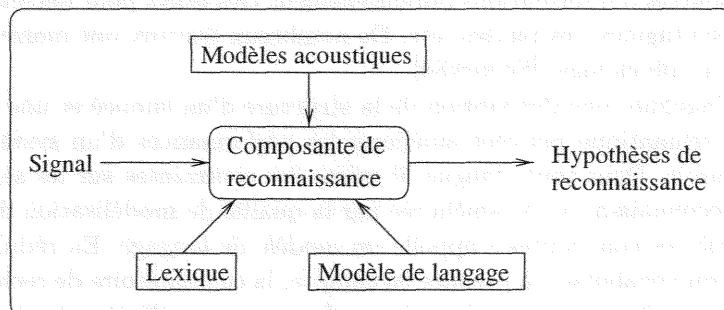 Modèles acoustiques
Signal
Composante de
reconnaissance
Hypothèses de
reconnaissance
Lexique
Modèle de langage